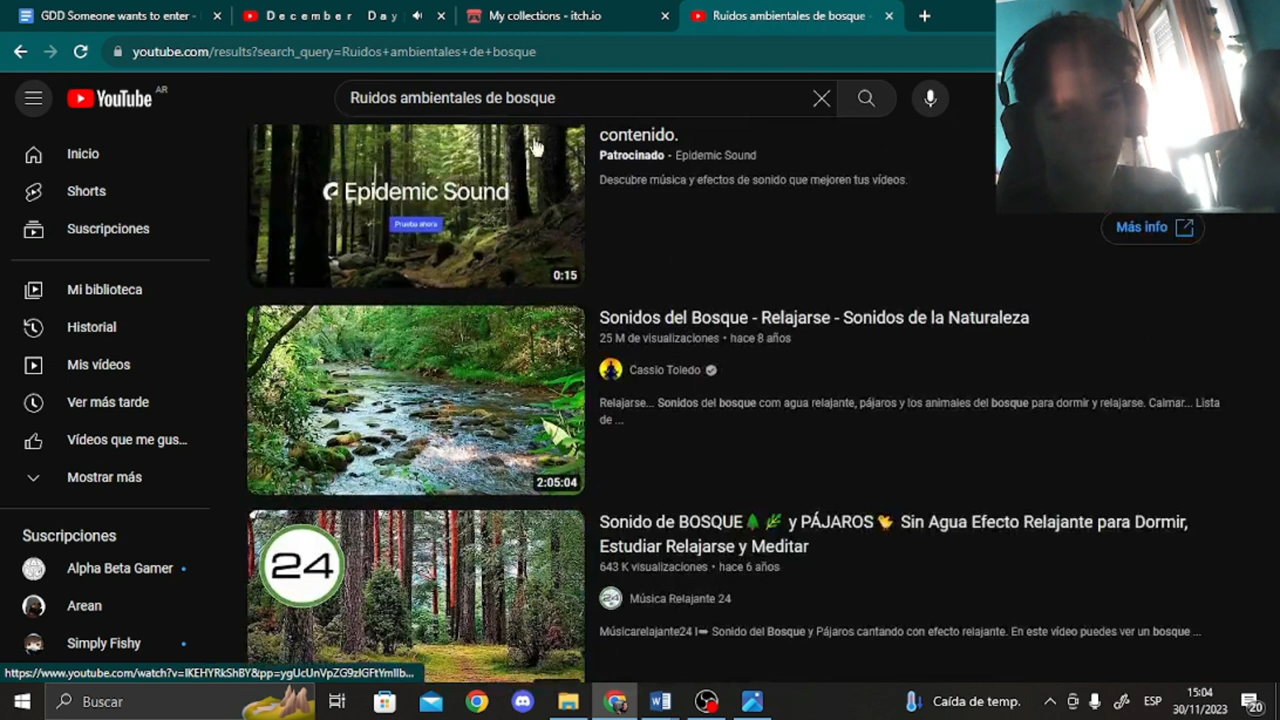 GDD Someone wants to enter -
December Day
My collections - itch.io
Ruidos ambientales de bosque
youtube.com/results?search_query=Ruidos+ambientales+de+bosque
YouTube AR
Ruidos ambientales de bosque
Inicio
Shorts
Suscripciones
Mi biblioteca
Historial
Mis vídeos
Ver más tarde
Vídeos que me gus...
Mostrar más
Suscripciones
Alpha Beta Gamer
Arean
Simply Fishy
Epidemic Sound
Prueba ahora
0:15
contenido.
Patrocinado · Epidemic Sound
Descubre música y efectos de sonido que mejoren tus vídeos.
Más info
2:05:04
Sonidos del Bosque - Relajarse - Sonidos de la Naturaleza
25 M de visualizaciones • hace 8 años
Cassio Toledo
Relajarse... Sonidos del bosque com agua relajante, pájaros y los animales del bosque para dormir y relajarse. Calmar... Lista
de ...
24
Sonido de BOSQUE🌲🌿 y PÁJAROS🐤 Sin Agua Efecto Relajante para Dormir,
Estudiar Relajarse y Meditar
643 K visualizaciones • hace 6 años
24
Música Relajante 24
Músicarelajante24 I➨ Sonido del Bosque y Pájaros cantando con efecto relajante. En este vídeo puedes ver un bosque ...
Buscar
Caída de temp.
ESP
15:04
30/11/2023
20